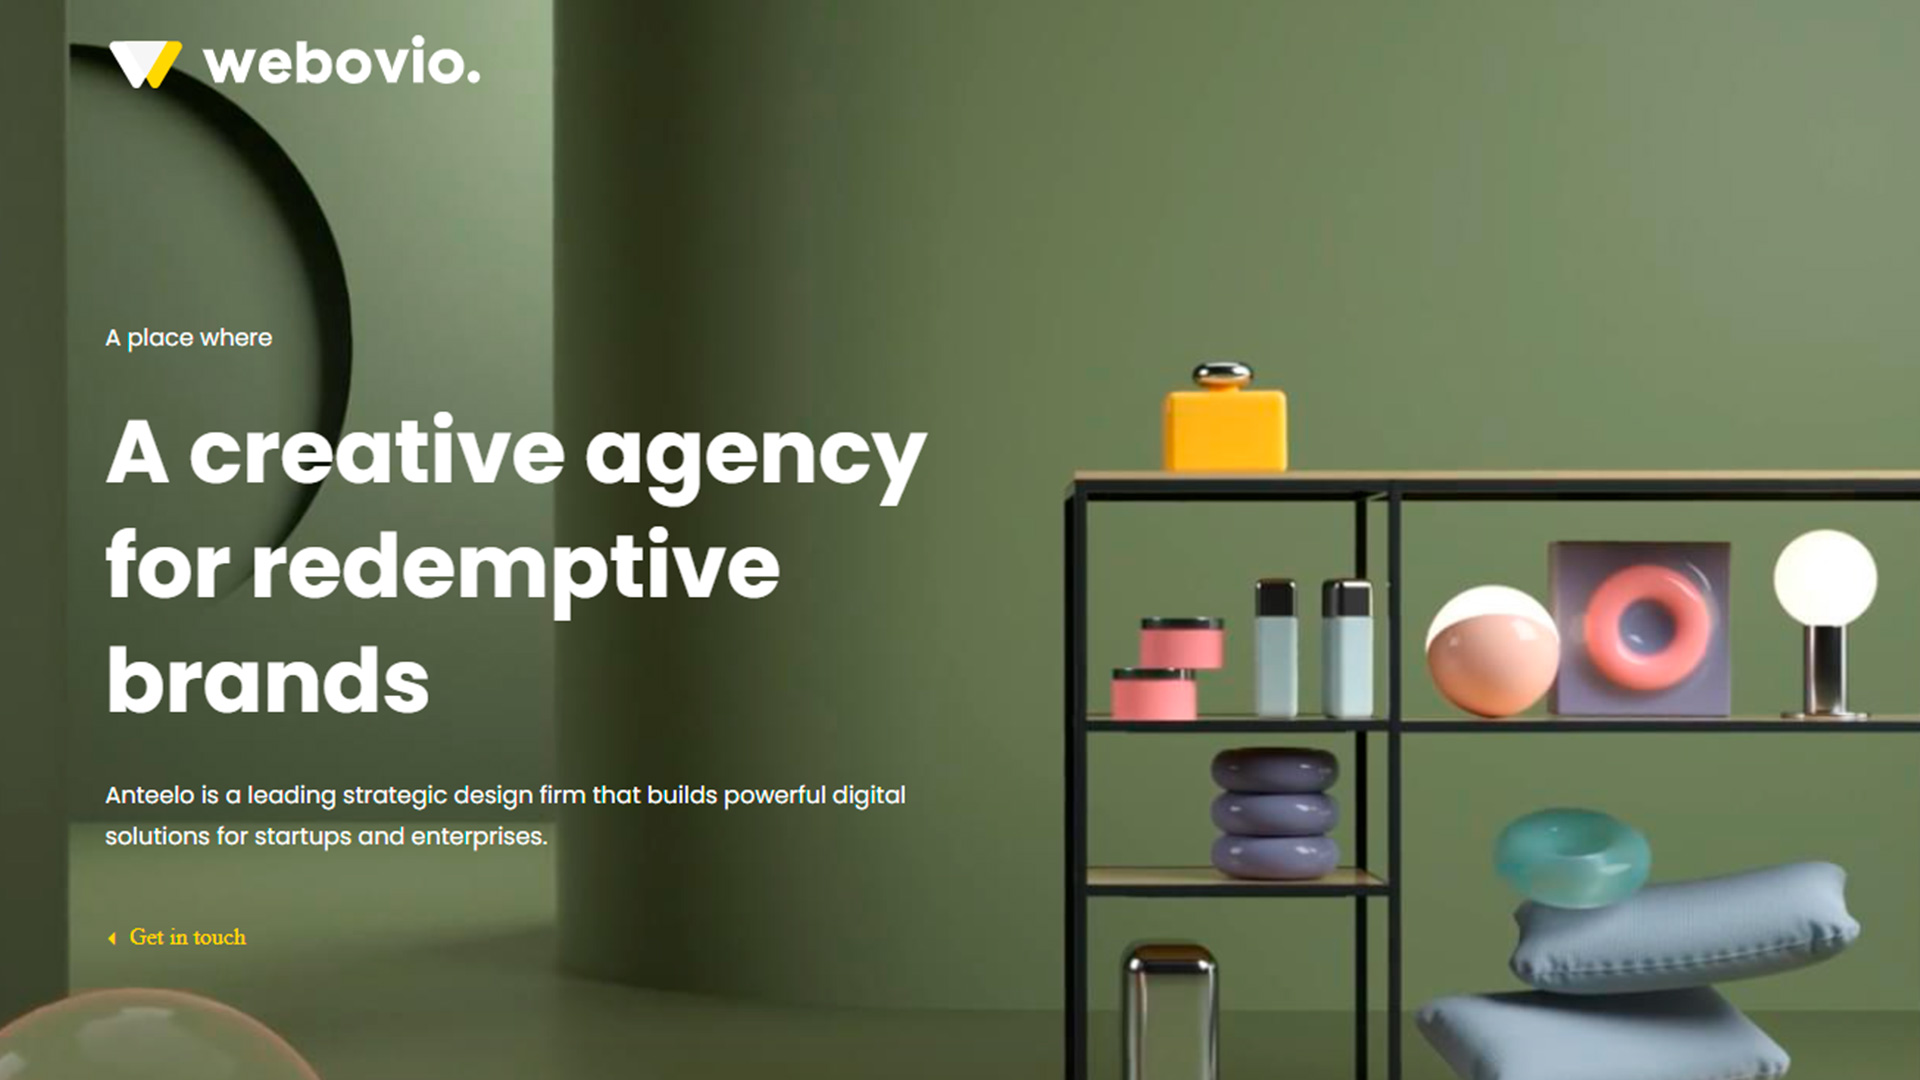 webovio.
A place where
A creative agency
for redemptive
brands
Anteelo is a leading strategic design firm that builds powerful digital
solutions for startups and enterprises.
Get in touch